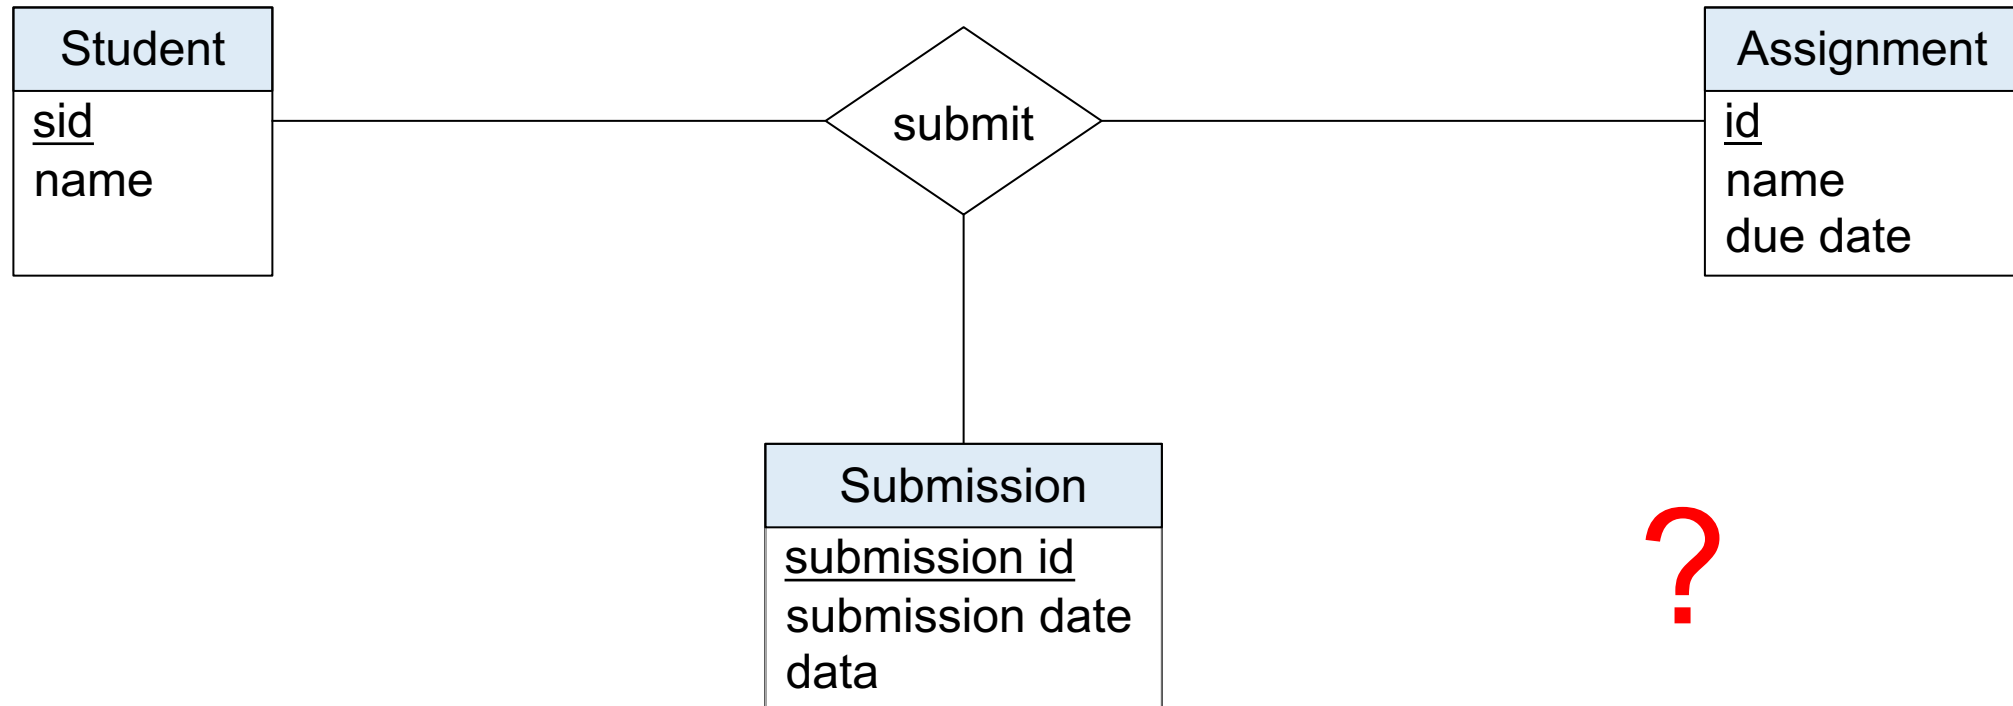 Student
sid
name
submit
Assignment
id
name
due date
Submission
submission id
submission date
data
?